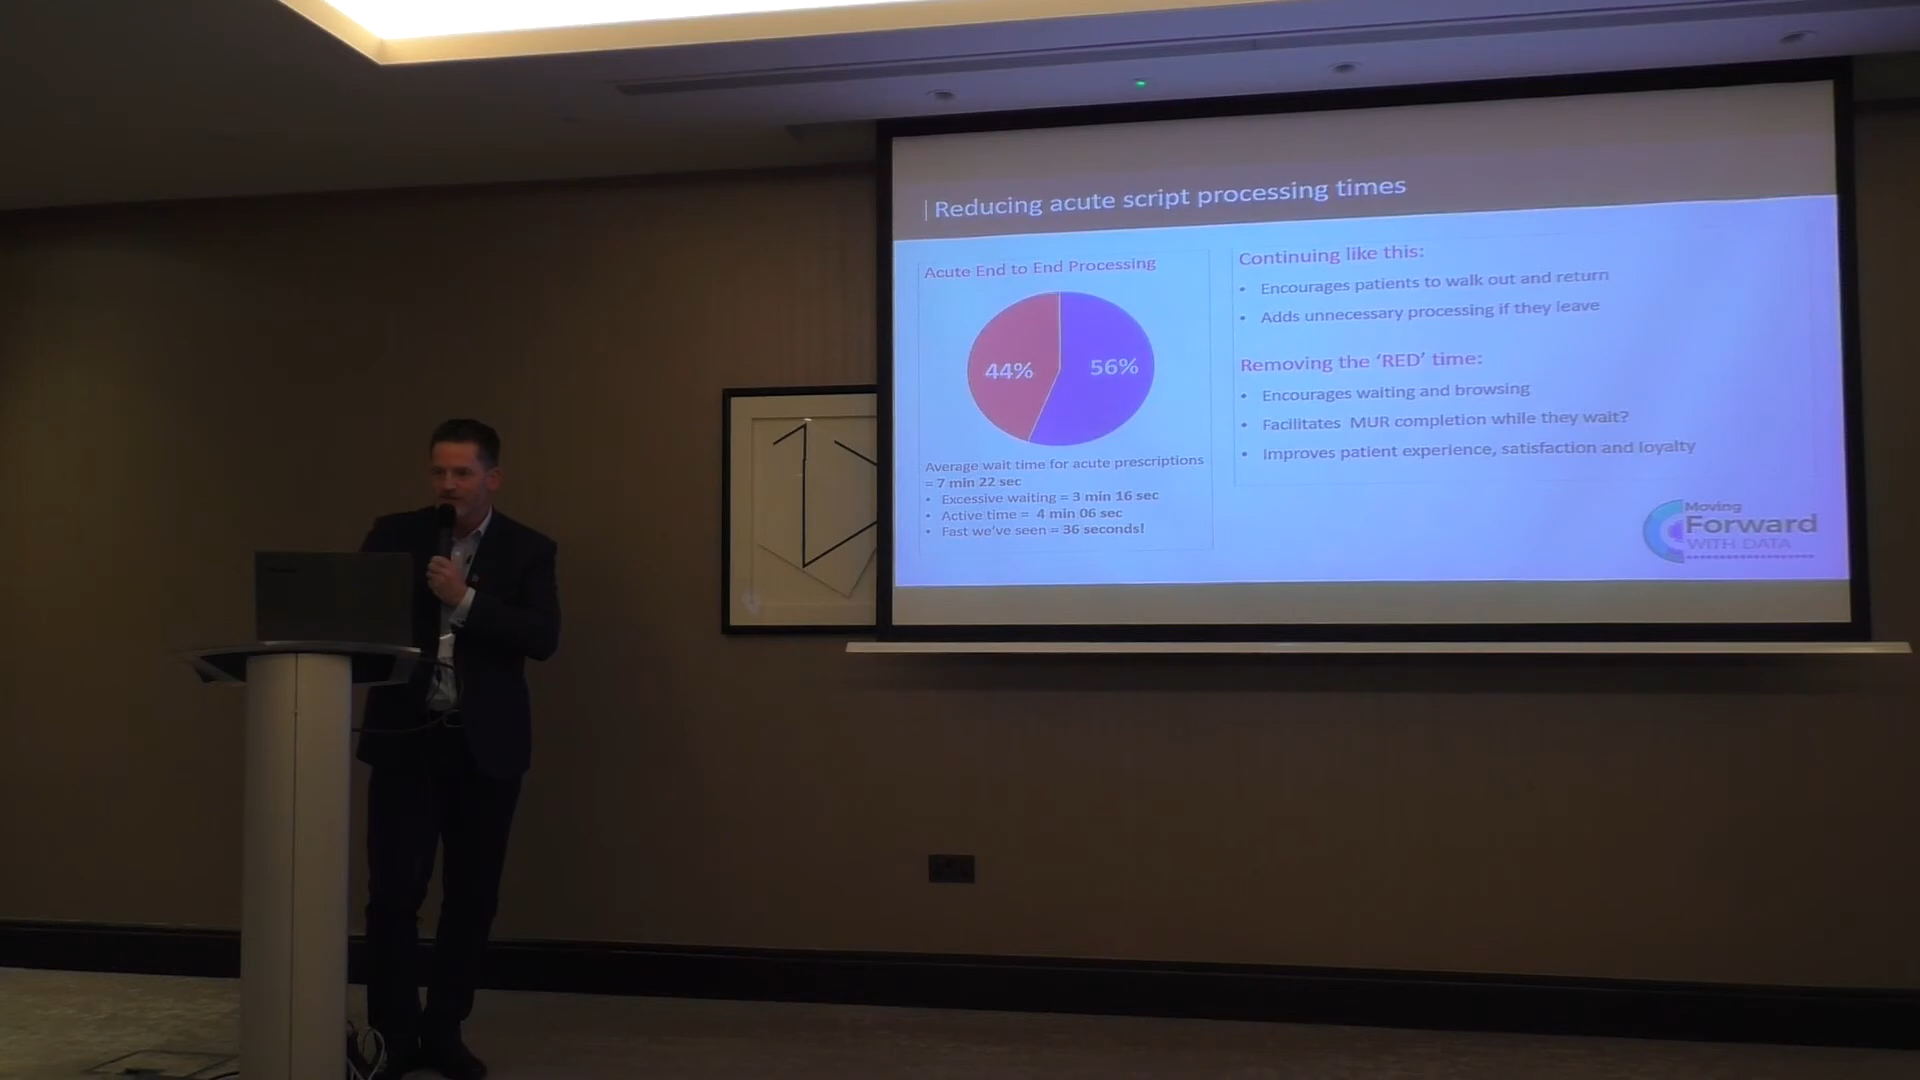 | Reducing acute script processing times
Acute End to End Processing
44%
56%
Average wait time for acute prescriptions
= 7 min 22 sec
• Excessive waiting = 3 min 16 sec
• Active time = 4 min 06 sec
• Fast we've seen = 36 seconds!
Continuing like this:
• Encourages patients to walk out and return
• Adds unnecessary processing if they leave
Removing the 'RED' time:
• Encourages waiting and browsing
• Facilitates MUR completion while they wait?
• Improves patient experience, satisfaction and loyalty
Moving
Forward
WITH DATA